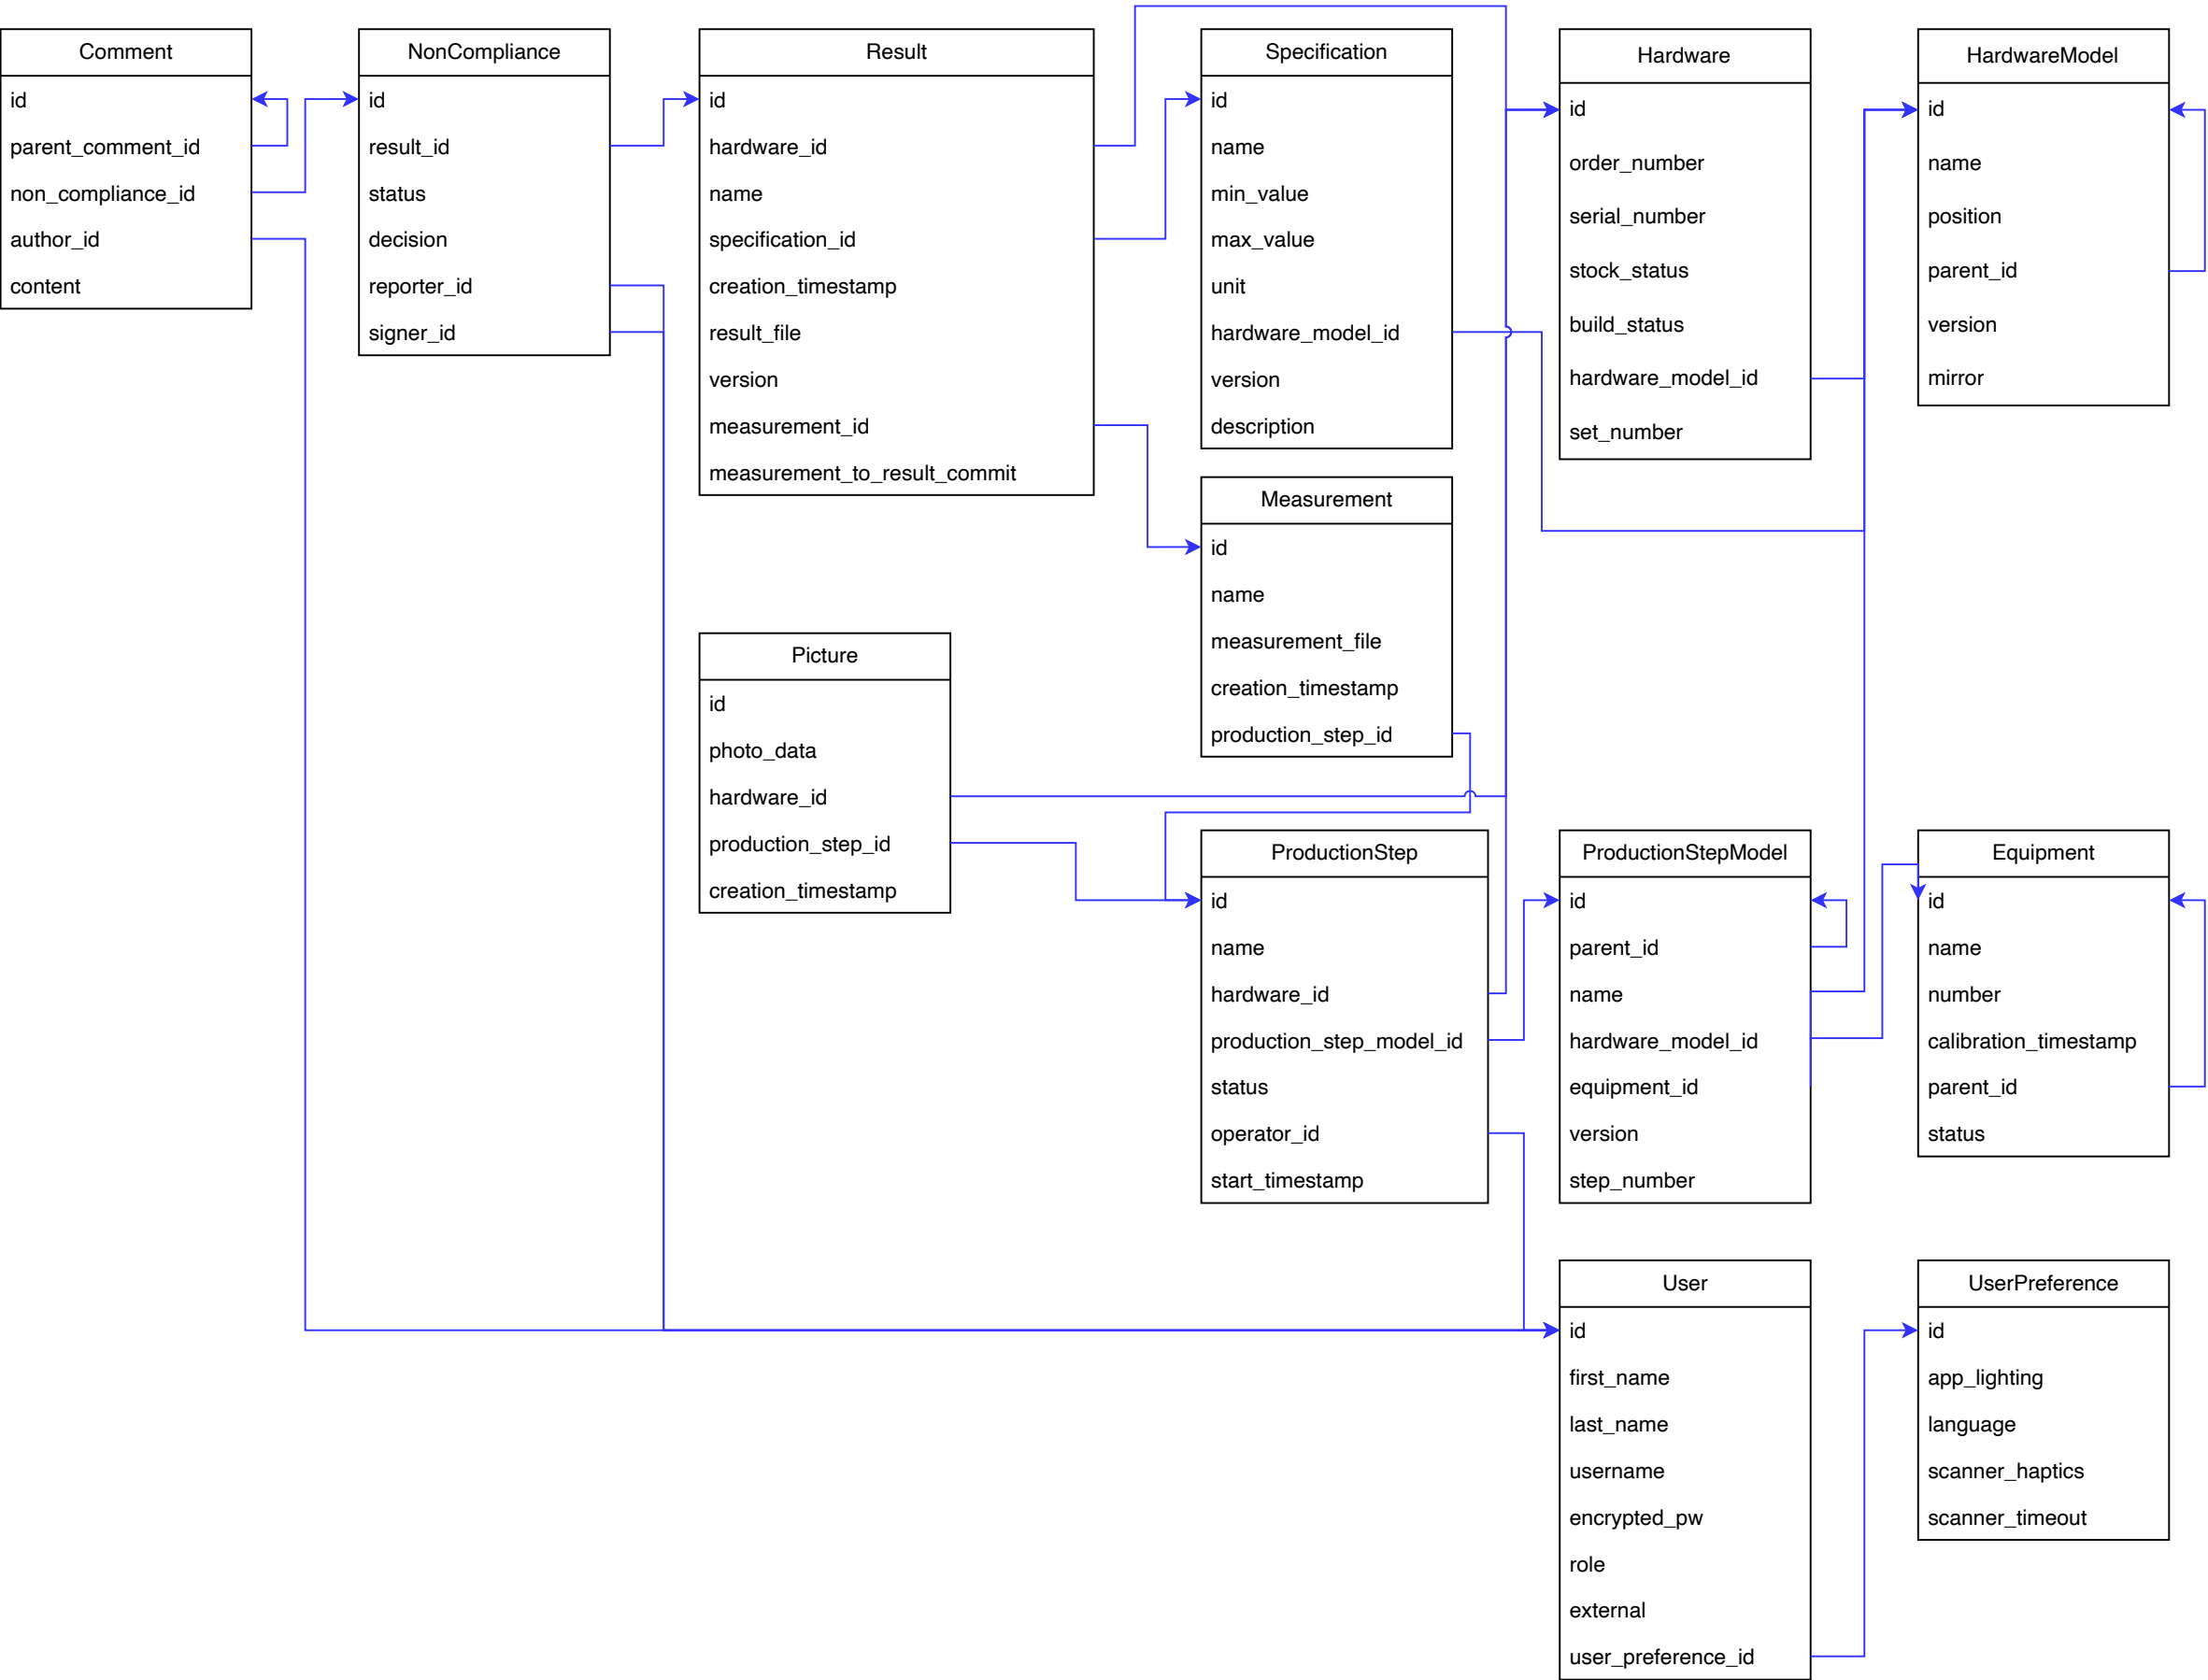 Comment
id
parent_comment_id
non_compliance_id
author_id
content
NonCompliance
id
result_id
status
decision
reporter_id
signer_id
Result
id
hardware_id
name
specification_id
creation_timestamp
result_file
version
measurement_id
measurement_to_result_commit
Specification
id
name
min_value
max_value
unit
hardware_model_id
version
description
Hardware
id
order_number
serial_number
stock_status
build_status
hardware_model_id
set_number
HardwareModel
id
name
position
parent_id
version
mirror
Measurement
id
name
measurement_file
creation_timestamp
production_step_id
Picture
id
photo_data
hardware_id
production_step_id
creation_timestamp
ProductionStep
id
name
hardware_id
production_step_model_id
status
operator_id
start_timestamp
ProductionStepModel
id
parent_id
name
hardware_model_id
equipment_id
version
step_number
Equipment
id
name
number
calibration_timestamp
parent_id
status
User
id
first_name
last_name
username
encrypted_pw
role
external
user_preference_id
UserPreference
id
app_lighting
language
scanner_haptics
scanner_timeout